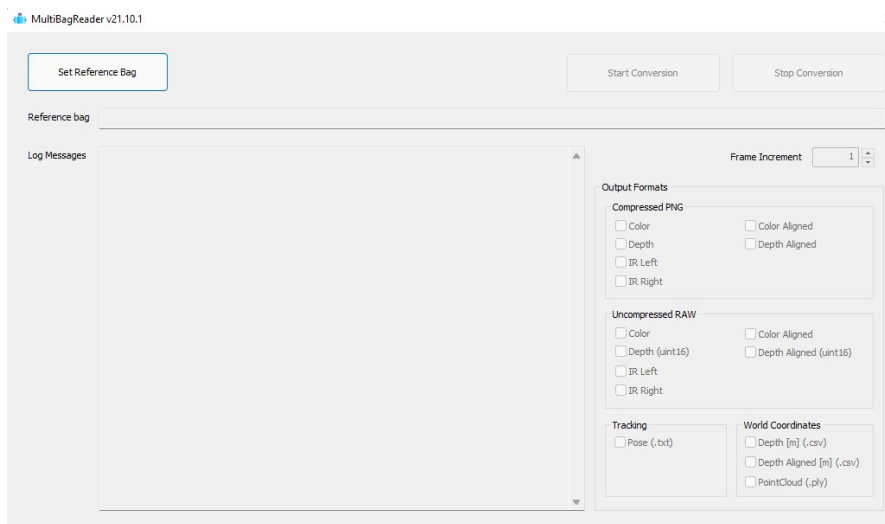 MultiBagReader v21.10.1
Set Reference Bag
Start Conversion
Stop Conversion
Reference bag
Log Messages
Frame Increment 1
Output Formats
Compressed PNG
Color
Color Aligned
Depth
Depth Aligned
IR Left
IR Right
Uncompressed RAW
Color
Color Aligned
Depth (uint16)
Depth Aligned (uint16)
IR Left
IR Right
Tracking
Pose (.txt)
World Coordinates
Depth [m] (.csv)
Depth Aligned [m] (.csv)
PointCloud (.ply)